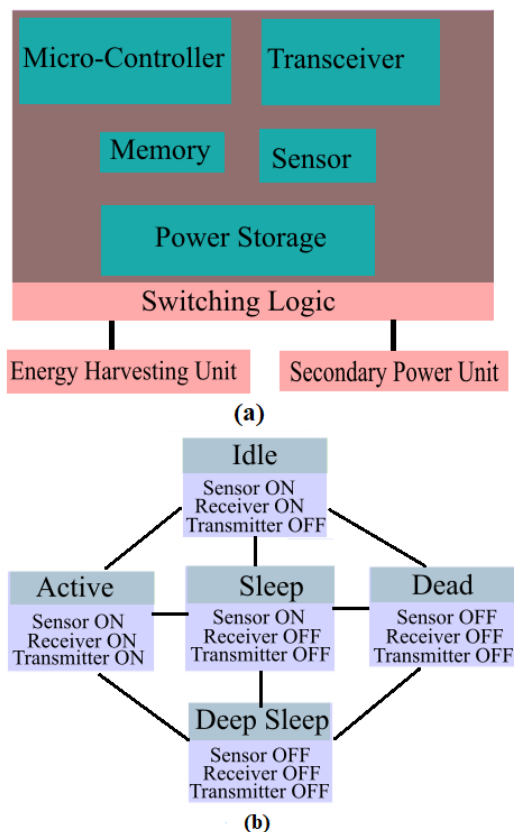 Micro-Controller
Transceiver
Memory
Sensor
Power Storage
Switching Logic
Energy Harvesting Unit
Secondary Power Unit
(a)
Idle
Sensor ON
Receiver ON
Transmitter OFF
Active
Sensor ON
Receiver ON
Transmitter ON
Sleep
Sensor ON
Receiver OFF
Transmitter OFF
Dead
Sensor OFF
Receiver OFF
Transmitter OFF
Deep Sleep
Sensor OFF
Receiver OFF
Transmitter OFF
(b)